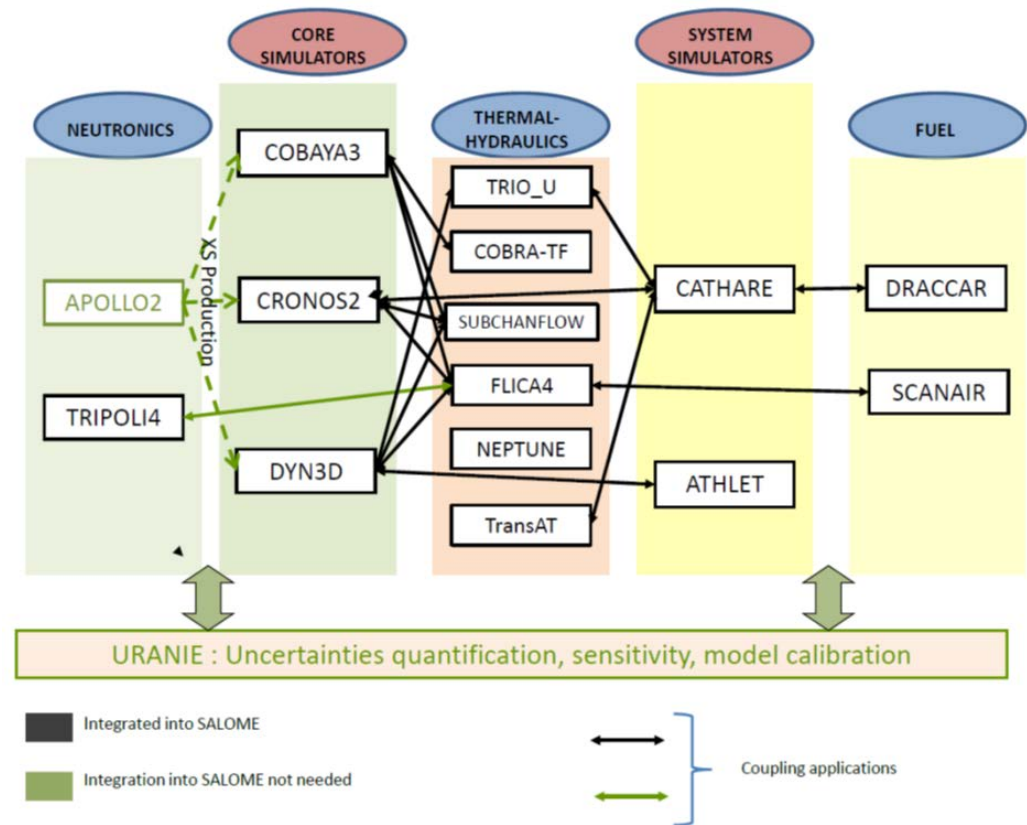 CORE
SIMULATORS
SYSTEM
SIMULATORS
NEUTRONICS
THERMAL-
HYDRAULICS
FUEL
COBAYA3
TRIO_U
COBRA-TF
XS Production
APOLLO2
CRONOS2
CATHARE
DRACCAR
SUBCHANFLOW
FLICA4
SCANAIR
TRIPOLI4
NEPTUNE
DYN3D
ATHLET
TransAT
URANIE : Uncertainties quantification, sensitivity, model calibration
Integrated into SALOME
Integration into SALOME not needed
Coupling applications